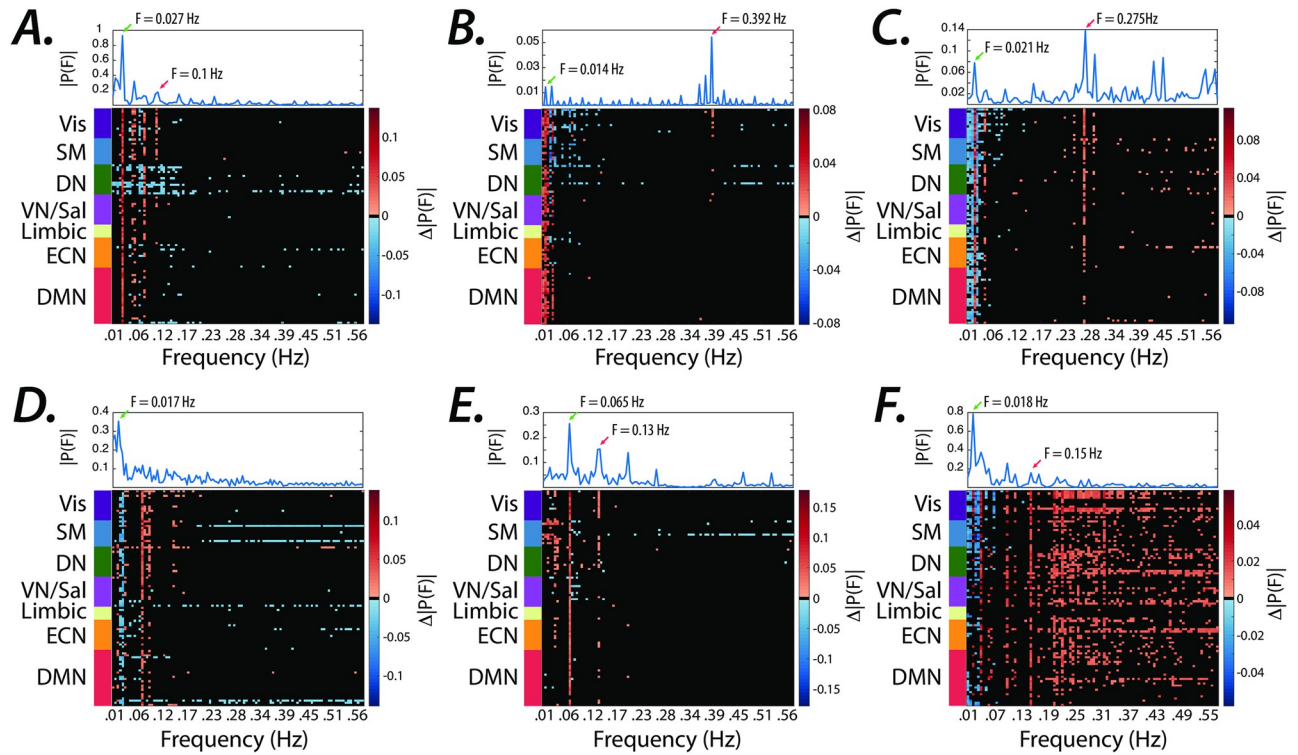 A.
F = 0.027 Hz
F = 0.1 Hz
|P(F)|
1
0.8
0.6
0.4
0.2
Vis
SM
DN
VN/Sal
Limbic
ECN
DMN
0.1
0.05
0
-0.05
-0.1
Δ|P(F)|
.01 .06 .12 .17 .23 .28 .34 .39 .45 .51 .56
Frequency (Hz)
B.
F = 0.014 Hz
F = 0.392 Hz
|P(F)|
0.05
0.03
0.01
Vis
SM
DN
VN/Sal
Limbic
ECN
DMN
0.08
0.04
0
-0.04
-0.08
Δ|P(F)|
.01 .06 .12 .17 .23 .28 .34 .39 .45 .51 .56
Frequency (Hz)
C.
F = 0.021 Hz
F = 0.275Hz
|P(F)|
0.14
0.1
0.06
0.02
Vis
SM
DN
VN/Sal
Limbic
ECN
DMN
0.08
0.04
0
-0.04
-0.08
Δ|P(F)|
.01 .06 .12 .17 .23 .28 .34 .39 .45 .51 .56
Frequency (Hz)
D.
F = 0.017 Hz
|P(F)|
0.4
0.3
0.2
0.1
Vis
SM
DN
VN/Sal
Limbic
ECN
DMN
0.1
0.05
0
-0.05
-0.1
Δ|P(F)|
.01 .06 .12 .17 .23 .28 .34 .39 .45 .51 .56
Frequency (Hz)
E.
F = 0.065 Hz
F = 0.13 Hz
|P(F)|
0.3
0.2
0.1
Vis
SM
DN
VN/Sal
Limbic
ECN
DMN
0.15
0.1
0.05
0
-0.05
-0.1
-0.15
Δ|P(F)|
.01 .06 .12 .17 .23 .28 .34 .39 .45 .51 .56
Frequency (Hz)
F.
F = 0.018 Hz
F = 0.15 Hz
|P(F)|
0.8
0.6
0.4
0.2
Vis
SM
DN
VN/Sal
Limbic
ECN
DMN
0.04
0.02
0
-0.02
-0.04
Δ|P(F)|
.01 .07 .13 .19 .25 .31 .37 .43 .49 .55
Frequency (Hz)